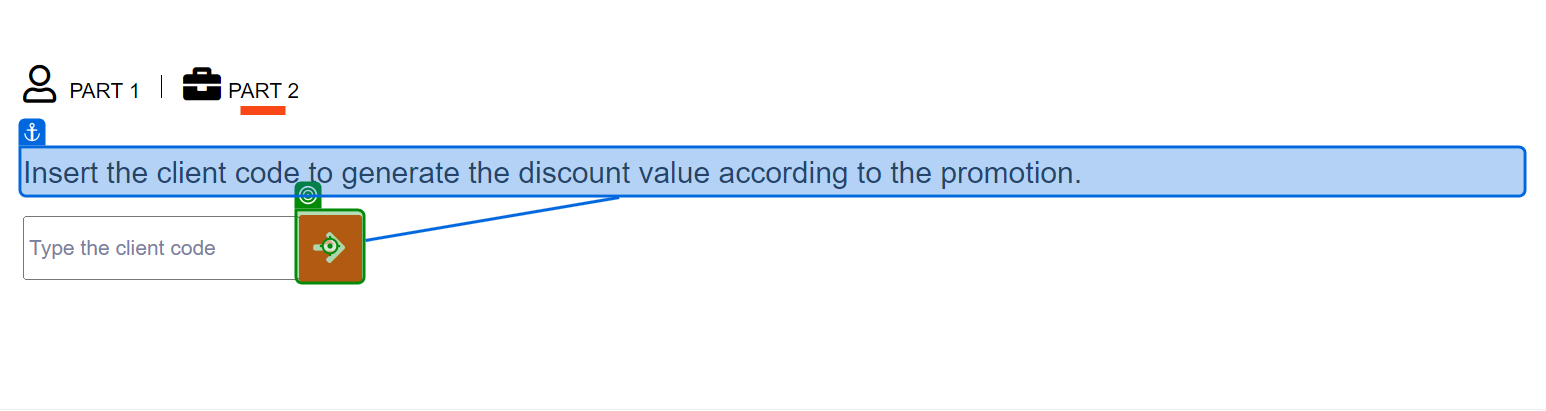 PART 1
PART 2
Insert the client code to generate the discount value according to the promotion.
Type the client code